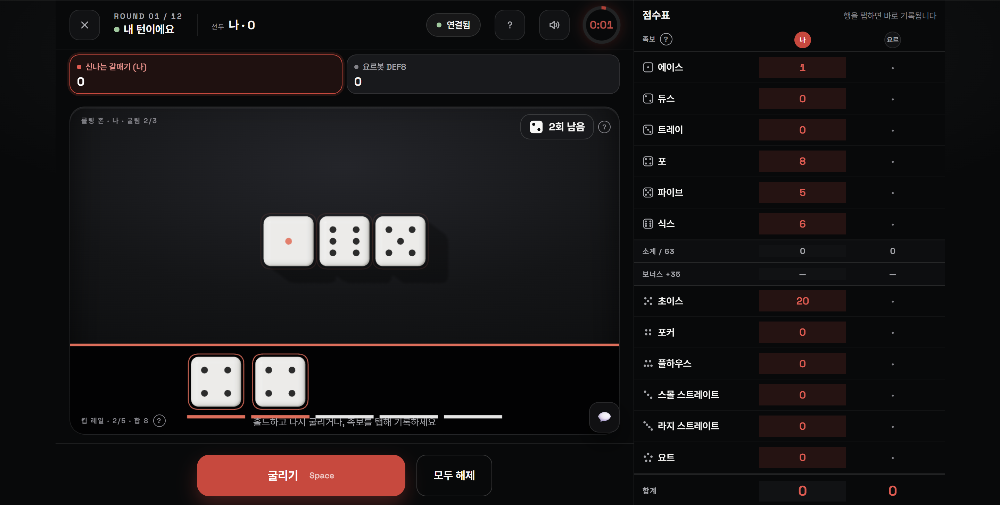 ROUND 01 / 12
내 턴이에요
선두 나 · 0
연결됨
?
0:01
신나는 갈매기 (나)
0
요르봇 DEF8
0
롤링 존 · 나 · 굴림 2/3
2회 남음
?
킵 레일 · 2/5 · 합 8 ?
홀드하고 다시 굴리거나, 족보를 탭해 기록하세요
굴리기 Space
모두 해제
점수표
행을 탭하면 바로 기록됩니다
족보 ? 나 요르
에이스 1 ·
듀스 0 ·
트레이 0 ·
포 8 ·
파이브 5 ·
식스 6 ·
소계 / 63 0 0
보너스 +35 — —
초이스 20 ·
포커 0 ·
풀하우스 0 ·
스몰 스트레이트 0 ·
라지 스트레이트 0 ·
요트 0 ·
합계 0 0